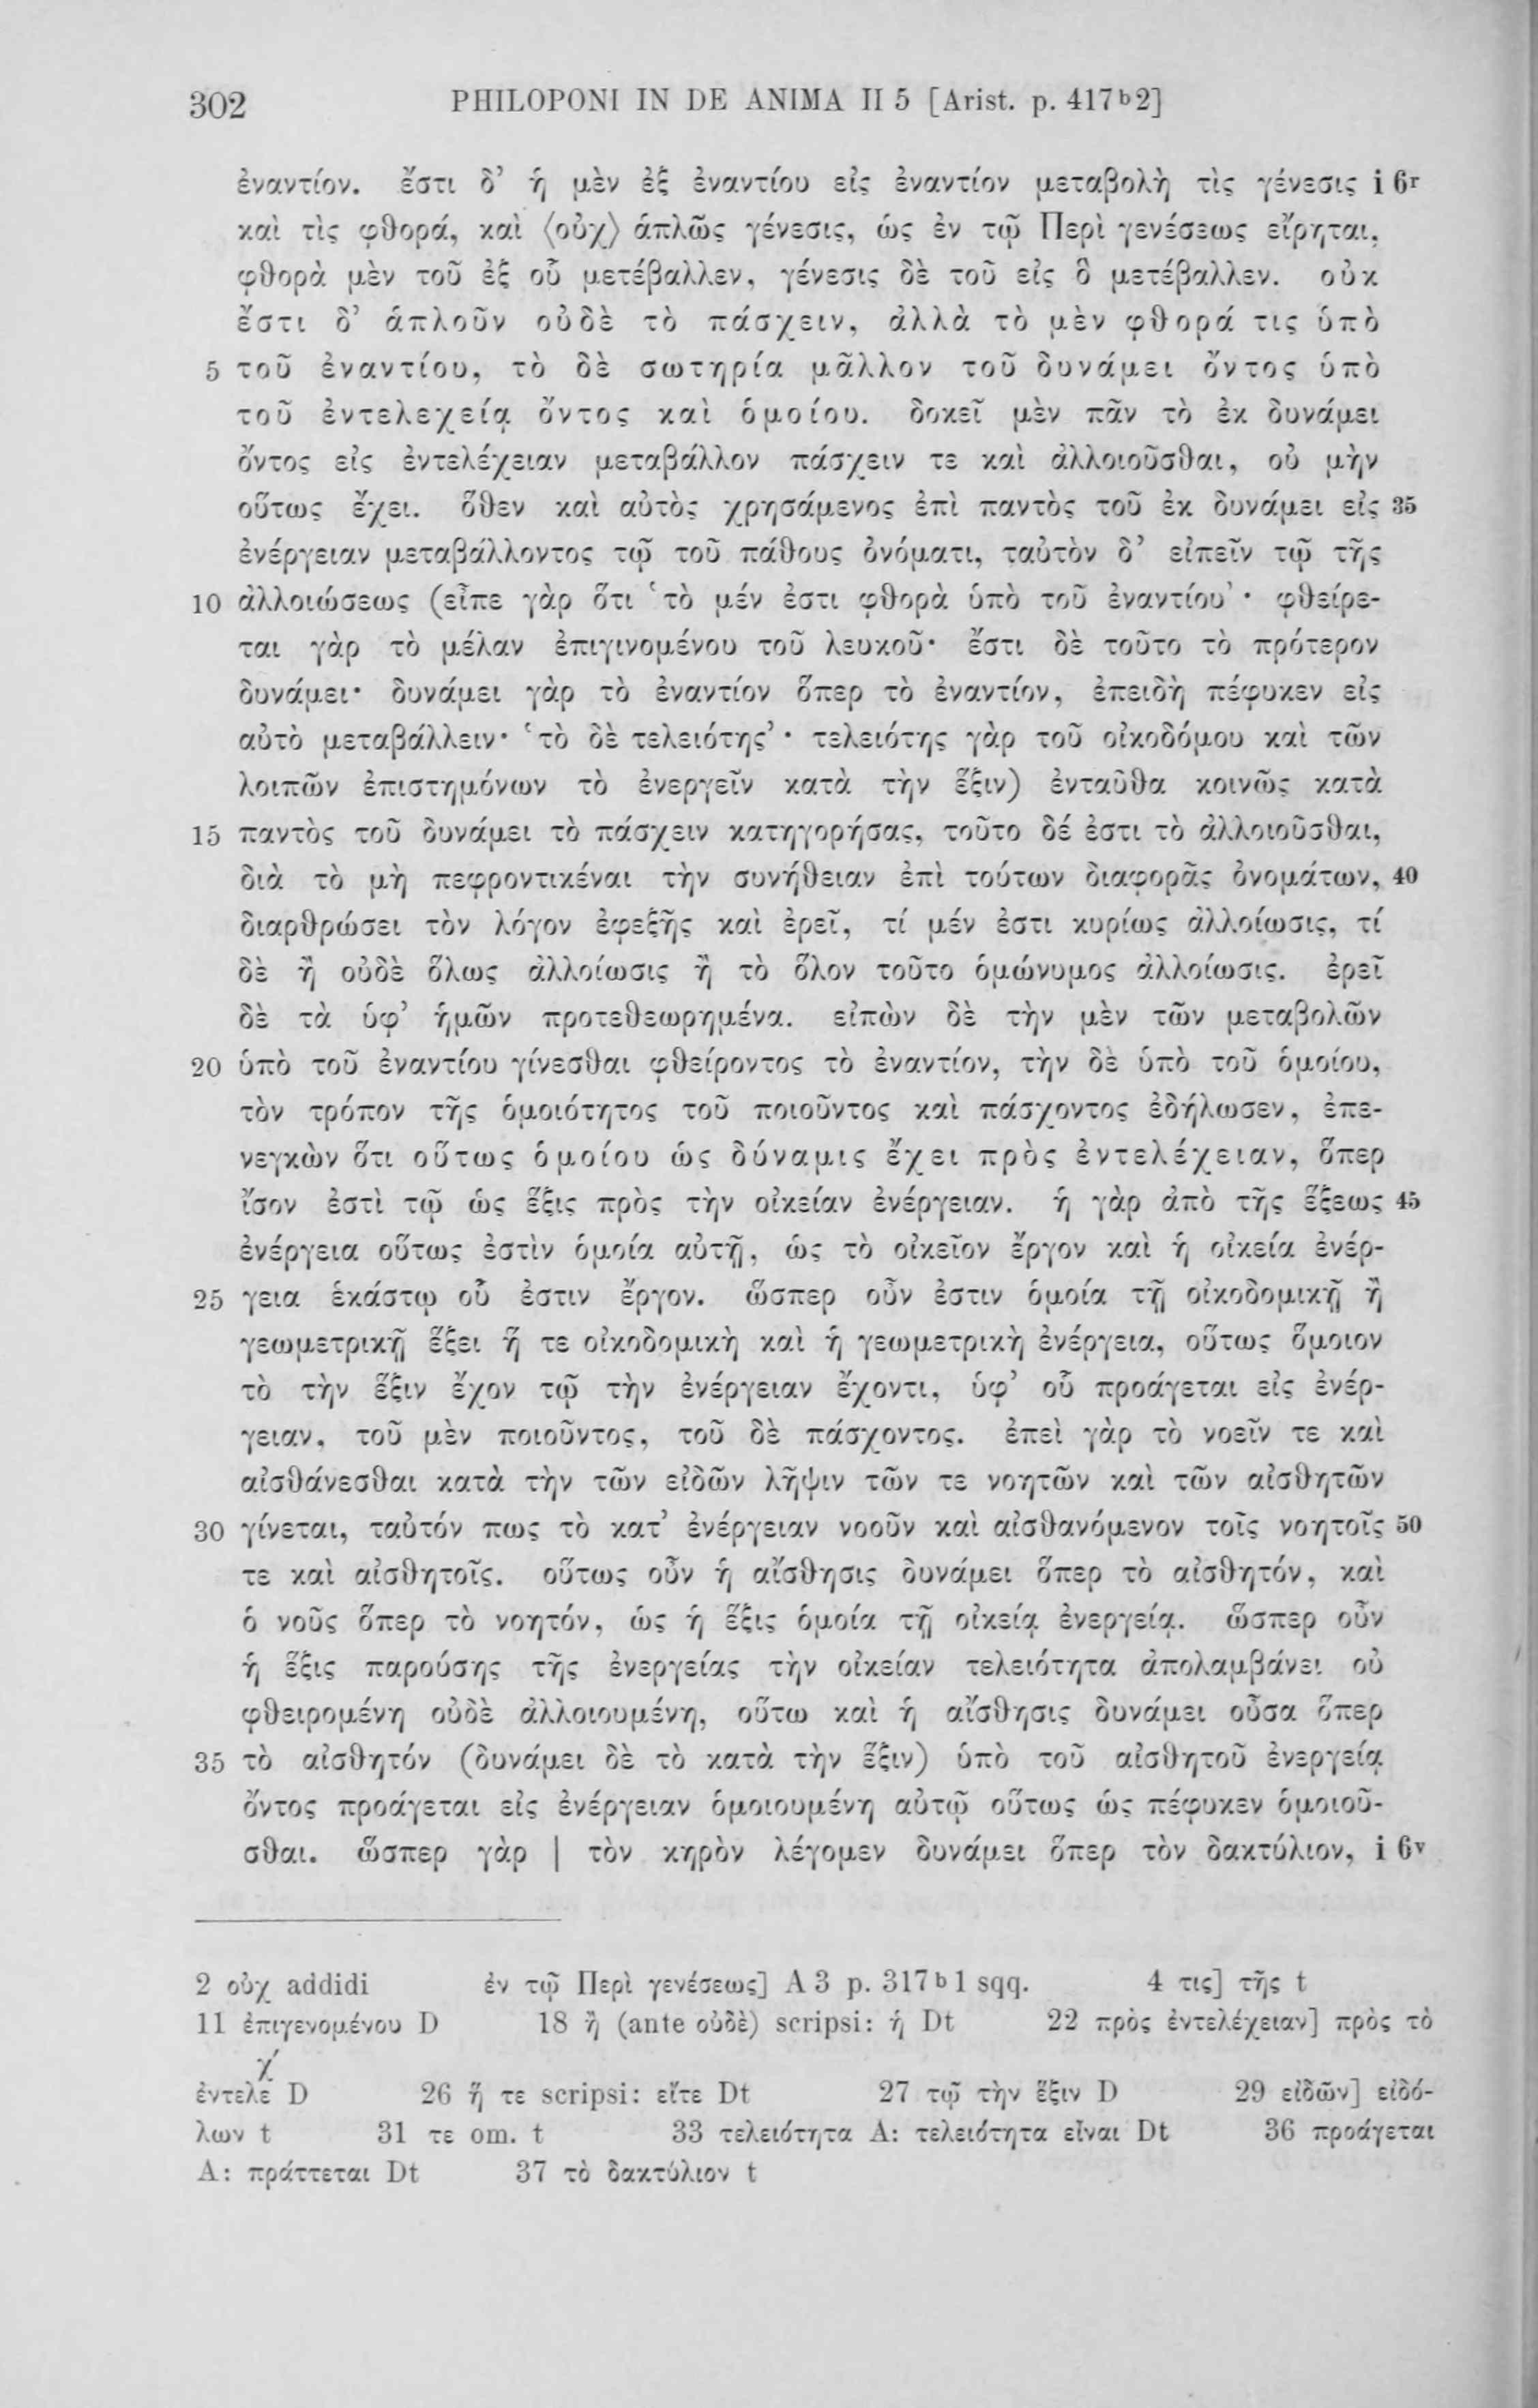 302 PHILOPONI IN DE ANIMA II 5 [Arist. p. 417ᵇ2]
ἐναντίον. ἔστι δ’ ἡ μὲν ἐξ ἐναντίου εἰς ἐναντίον μεταβολὴ τὶς γένεσις i 6ʳ
καὶ τὶς φθορά, καὶ ⟨οὐχ⟩ ἁπλῶς γένεσις, ὡς ἐν τῷ Περὶ γενέσεως εἴρηται,
φθορὰ μὲν τοῦ ἐξ οὗ μετέβαλλεν, γένεσις δὲ τοῦ εἰς ὃ μετέβαλλεν. οὐκ
ἔστι δ’ ἁπλοῦν οὐδὲ τὸ πάσχειν, ἀλλὰ τὸ μὲν φθορά τις ὑπὸ
5 τοῦ ἐναντίου, τὸ δὲ σωτηρία μᾶλλον τοῦ δυνάμει ὄντος ὑπὸ
τοῦ ἐντελεχείᾳ ὄντος καὶ ὁμοίου. δοκεῖ μὲν πᾶν τὸ ἐκ δυνάμει
ὄντος εἰς ἐντελέχειαν μεταβάλλον πάσχειν τε καὶ ἀλλοιοῦσθαι, οὐ μὴν
οὕτως ἔχει. ὅθεν καὶ αὐτὸς χρησάμενος ἐπὶ παντὸς τοῦ ἐκ δυνάμει εἰς 35
ἐνέργειαν μεταβάλλοντος τῷ τοῦ πάθους ὀνόματι, ταὐτὸν δ’ εἰπεῖν τῷ τῆς
10 ἀλλοιώσεως (εἶπε γὰρ ὅτι ‘τὸ μέν ἐστι φθορὰ ὑπὸ τοῦ ἐναντίου’ · φθείρε-
ται γὰρ τὸ μέλαν ἐπιγινομένου τοῦ λευκοῦ· ἔστι δὲ τοῦτο τὸ πρότερον
δυνάμει· δυνάμει γὰρ τὸ ἐναντίον ὅπερ τὸ ἐναντίον, ἐπειδὴ πέφυκεν εἰς
αὐτὸ μεταβάλλειν· ‘τὸ δὲ τελειότης’ · τελειότης γὰρ τοῦ οἰκοδόμου καὶ τῶν
λοιπῶν ἐπιστημόνων τὸ ἐνεργεῖν κατὰ τὴν ἕξιν) ἐνταῦθα κοινῶς κατὰ
15 παντὸς τοῦ δυνάμει τὸ πάσχειν κατηγορήσας, τοῦτο δέ ἐστι τὸ ἀλλοιοῦσθαι,
διὰ τὸ μὴ πεφροντικέναι τὴν συνήθειαν ἐπὶ τούτων διαφορᾶς ὀνομάτων, 40
διαρθρώσει τὸν λόγον ἐφεξῆς καὶ ἐρεῖ, τί μέν ἐστι κυρίως ἀλλοίωσις, τί
δὲ ἢ οὐδὲ ὅλως ἀλλοίωσις ἢ τὸ ὅλον τοῦτο ὁμώνυμος ἀλλοίωσις. ἐρεῖ
δὲ τὰ ὑφ’ ἡμῶν προτεθεωρημένα. εἰπὼν δὲ τὴν μὲν τῶν μεταβολῶν
20 ὑπὸ τοῦ ἐναντίου γίνεσθαι φθείροντος τὸ ἐναντίον, τὴν δὲ ὑπὸ τοῦ ὁμοίου,
τὸν τρόπον τῆς ὁμοιότητος τοῦ ποιοῦντος καὶ πάσχοντος ἐδήλωσεν, ἐπε-
νεγκὼν ὅτι οὕτως ὁμοίου ὡς δύναμις ἔχει πρὸς ἐντελέχειαν, ὅπερ
ἴσον ἐστὶ τῷ ὡς ἕξις πρὸς τὴν οἰκείαν ἐνέργειαν. ἡ γὰρ ἀπὸ τῆς ἕξεως 45
ἐνέργεια οὕτως ἐστὶν ὁμοία αὐτῇ, ὡς τὸ οἰκεῖον ἔργον καὶ ἡ οἰκεία ἐνέρ-
25 γεια ἑκάστῳ οὗ ἐστιν ἔργον. ὥσπερ οὖν ἐστιν ὁμοία τῇ οἰκοδομικῇ ἢ
γεωμετρικῇ ἕξει ἥ τε οἰκοδομικὴ καὶ ἡ γεωμετρικὴ ἐνέργεια, οὕτως ὅμοιον
τὸ τὴν ἕξιν ἔχον τῷ τὴν ἐνέργειαν ἔχοντι, ὑφ’ οὗ προάγεται εἰς ἐνέρ-
γειαν, τοῦ μὲν ποιοῦντος, τοῦ δὲ πάσχοντος. ἐπεὶ γὰρ τὸ νοεῖν τε καὶ
αἰσθάνεσθαι κατὰ τὴν τῶν εἰδῶν λῆψιν τῶν τε νοητῶν καὶ τῶν αἰσθητῶν
30 γίνεται, ταὐτόν πως τὸ κατ’ ἐνέργειαν νοοῦν καὶ αἰσθανόμενον τοῖς νοητοῖς 50
τε καὶ αἰσθητοῖς. οὕτως οὖν ἡ αἴσθησις δυνάμει ὅπερ τὸ αἰσθητόν, καὶ
ὁ νοῦς ὅπερ τὸ νοητόν, ὡς ἡ ἕξις ὁμοία τῇ οἰκείᾳ ἐνεργείᾳ. ὥσπερ οὖν
ἡ ἕξις παρούσης τῆς ἐνεργείας τὴν οἰκείαν τελειότητα ἀπολαμβάνει οὐ
φθειρομένη οὐδὲ ἀλλοιουμένη, οὕτω καὶ ἡ αἴσθησις δυνάμει οὖσα ὅπερ
35 τὸ αἰσθητόν (δυνάμει δὲ τὸ κατὰ τὴν ἕξιν) ὑπὸ τοῦ αἰσθητοῦ ἐνεργείᾳ
ὄντος προάγεται εἰς ἐνέργειαν ὁμοιουμένη αὐτῷ οὕτως ὡς πέφυκεν ὁμοιοῦ-
σθαι. ὥσπερ γὰρ | τὸν κηρὸν λέγομεν δυνάμει ὅπερ τὸν δακτύλιον, i 6ᵛ
2 οὐχ addidi ἐν τῷ Περὶ γενέσεως] A 3 p. 317ᵇ1 sqq. 4 τις] τῆς t
11 ἐπιγενομένου D 18 ἢ (ante οὐδὲ) scripsi: ἡ Dt 22 πρὸς ἐντελέχειαν] πρὸς τὸ
ἐντελεχ́ D 26 ἥ τε scripsi: εἴτε Dt 27 τῷ τὴν ἕξιν D 29 εἰδῶν] εἰδό-
λων t 31 τε om. t 33 τελειότητα A: τελειότητα εἶναι Dt 36 προάγεται
A: πράττεται Dt 37 τὸ δακτύλιον t